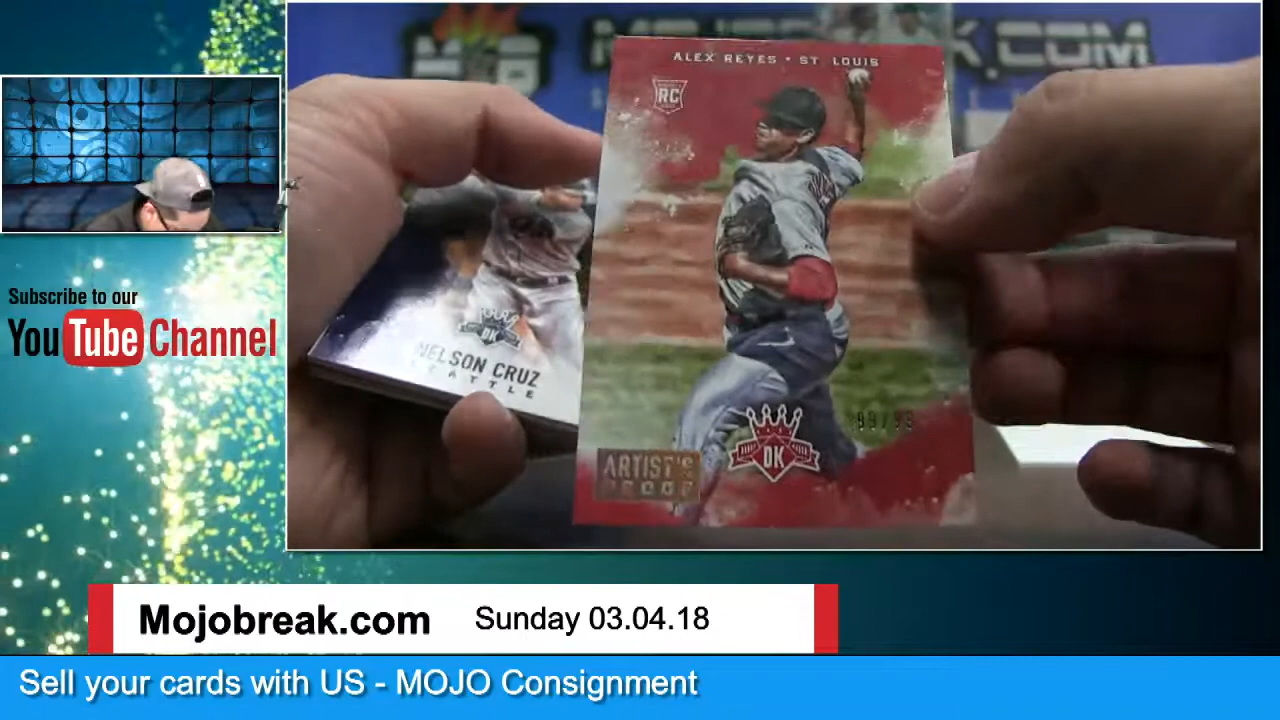 ALEX REYES • ST LOUIS
RC
DK
NELSON CRUZ
SEATTLE
DK
ARTIST'S
PROOF
Subscribe to our
YouTube Channel
Mojobreak.com
Sunday 03.04.18
Sell your cards with US - MOJO Consignment